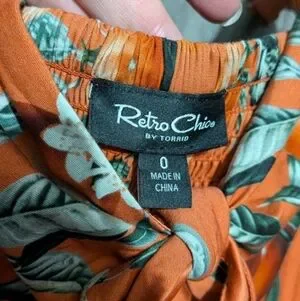 Retro Chic
BY TORRID
0
MADE IN
CHINA